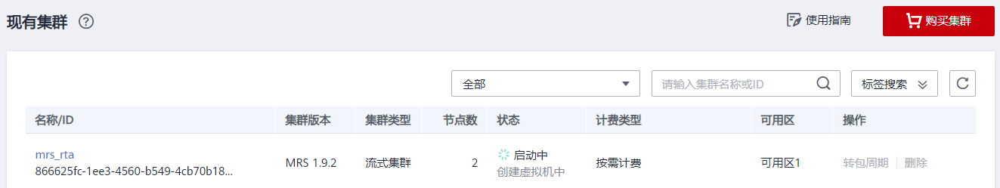 现有集群 使用指南 购买集群
全部 请输入集群名称或ID 标签搜索
名称/ID 集群版本 集群类型 节点数 状态 计费类型 可用区 操作
mrs_rta 启动中
866625fc-1ee3-4560-b549-4cb70b18... MRS 1.9.2 流式集群 2 创建虚拟机中 按需计费 可用区1 转包周期 删除